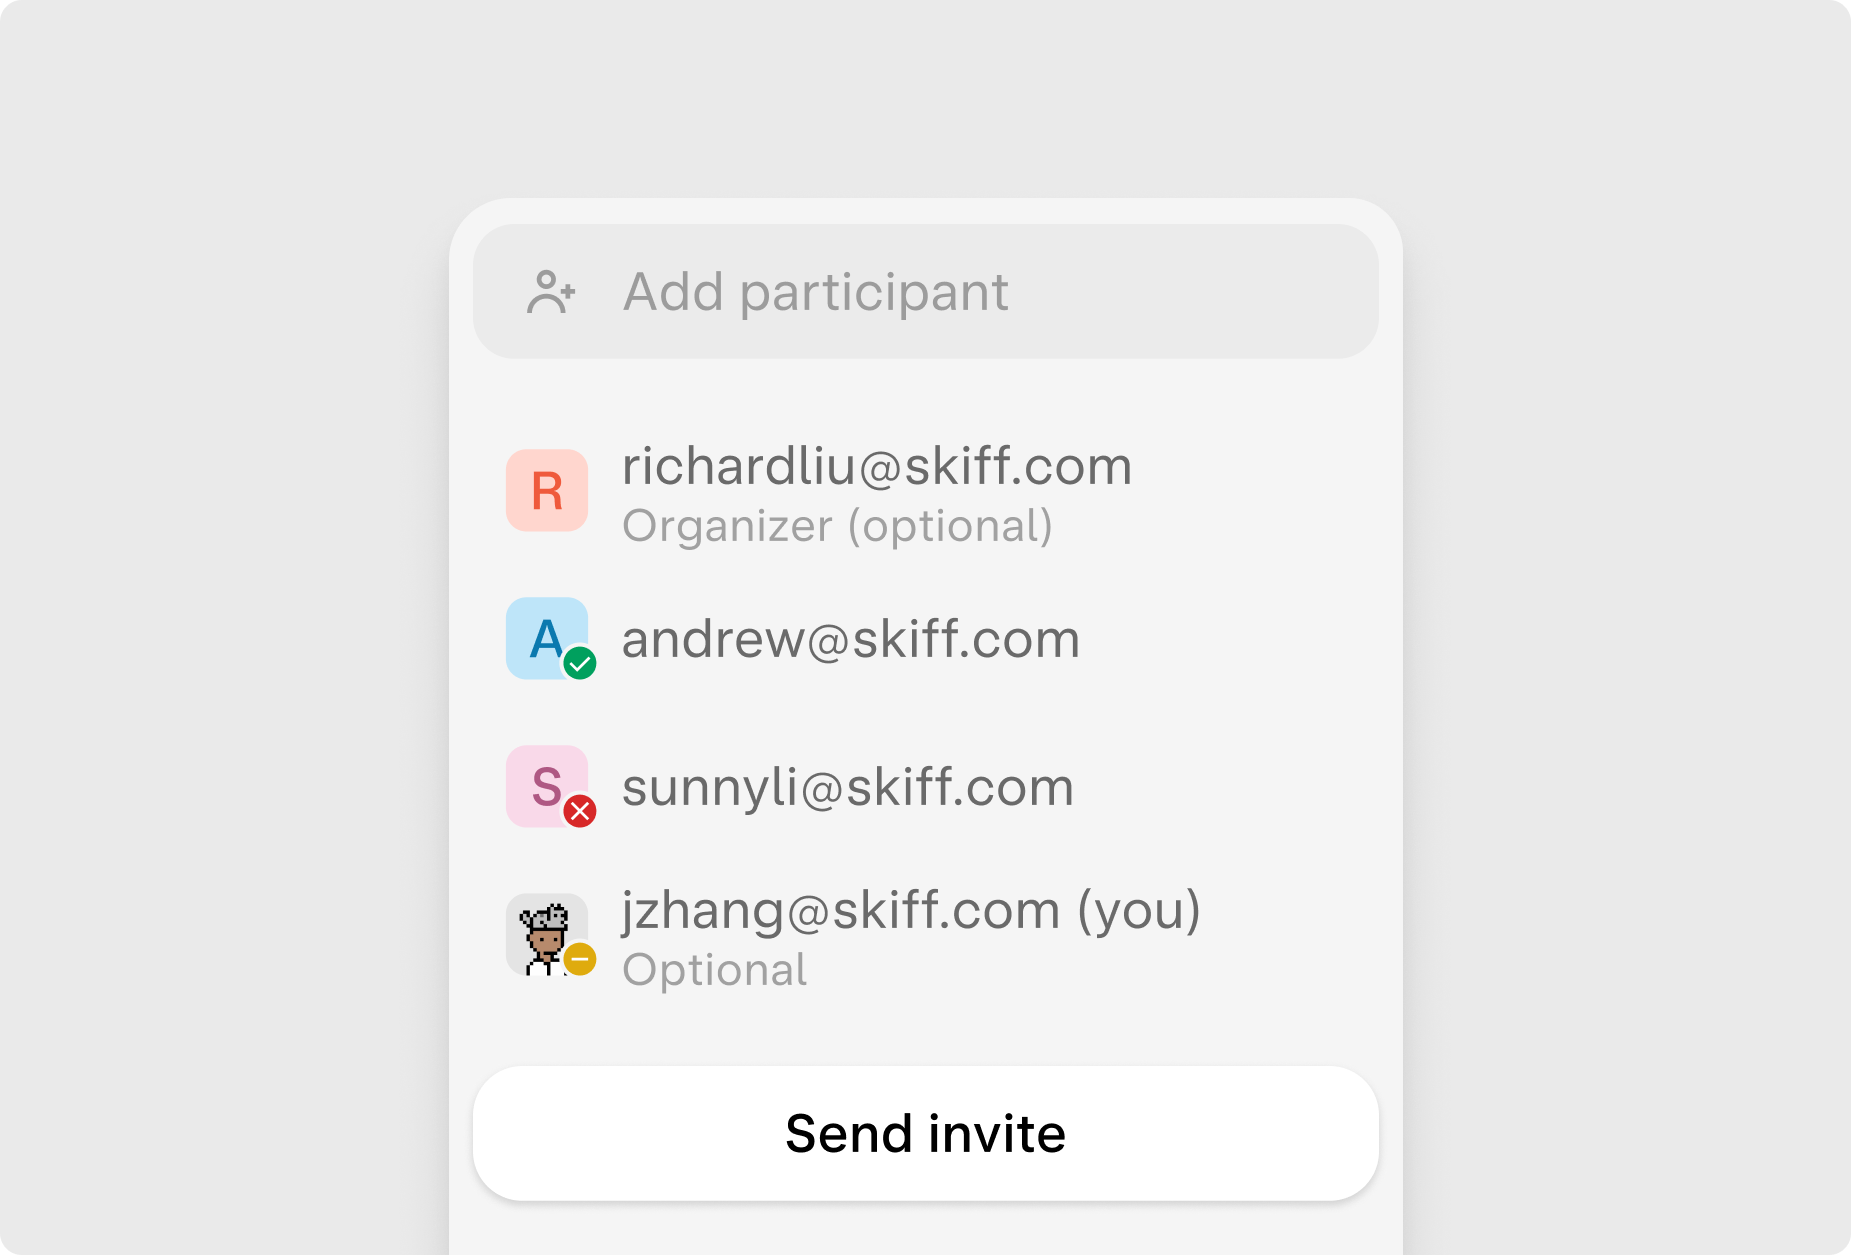 Add participant
R
richardliu@skiff.com
Organizer (optional)
A
andrew@skiff.com
S
sunnyli@skiff.com
jzhang@skiff.com (you)
Optional
Send invite